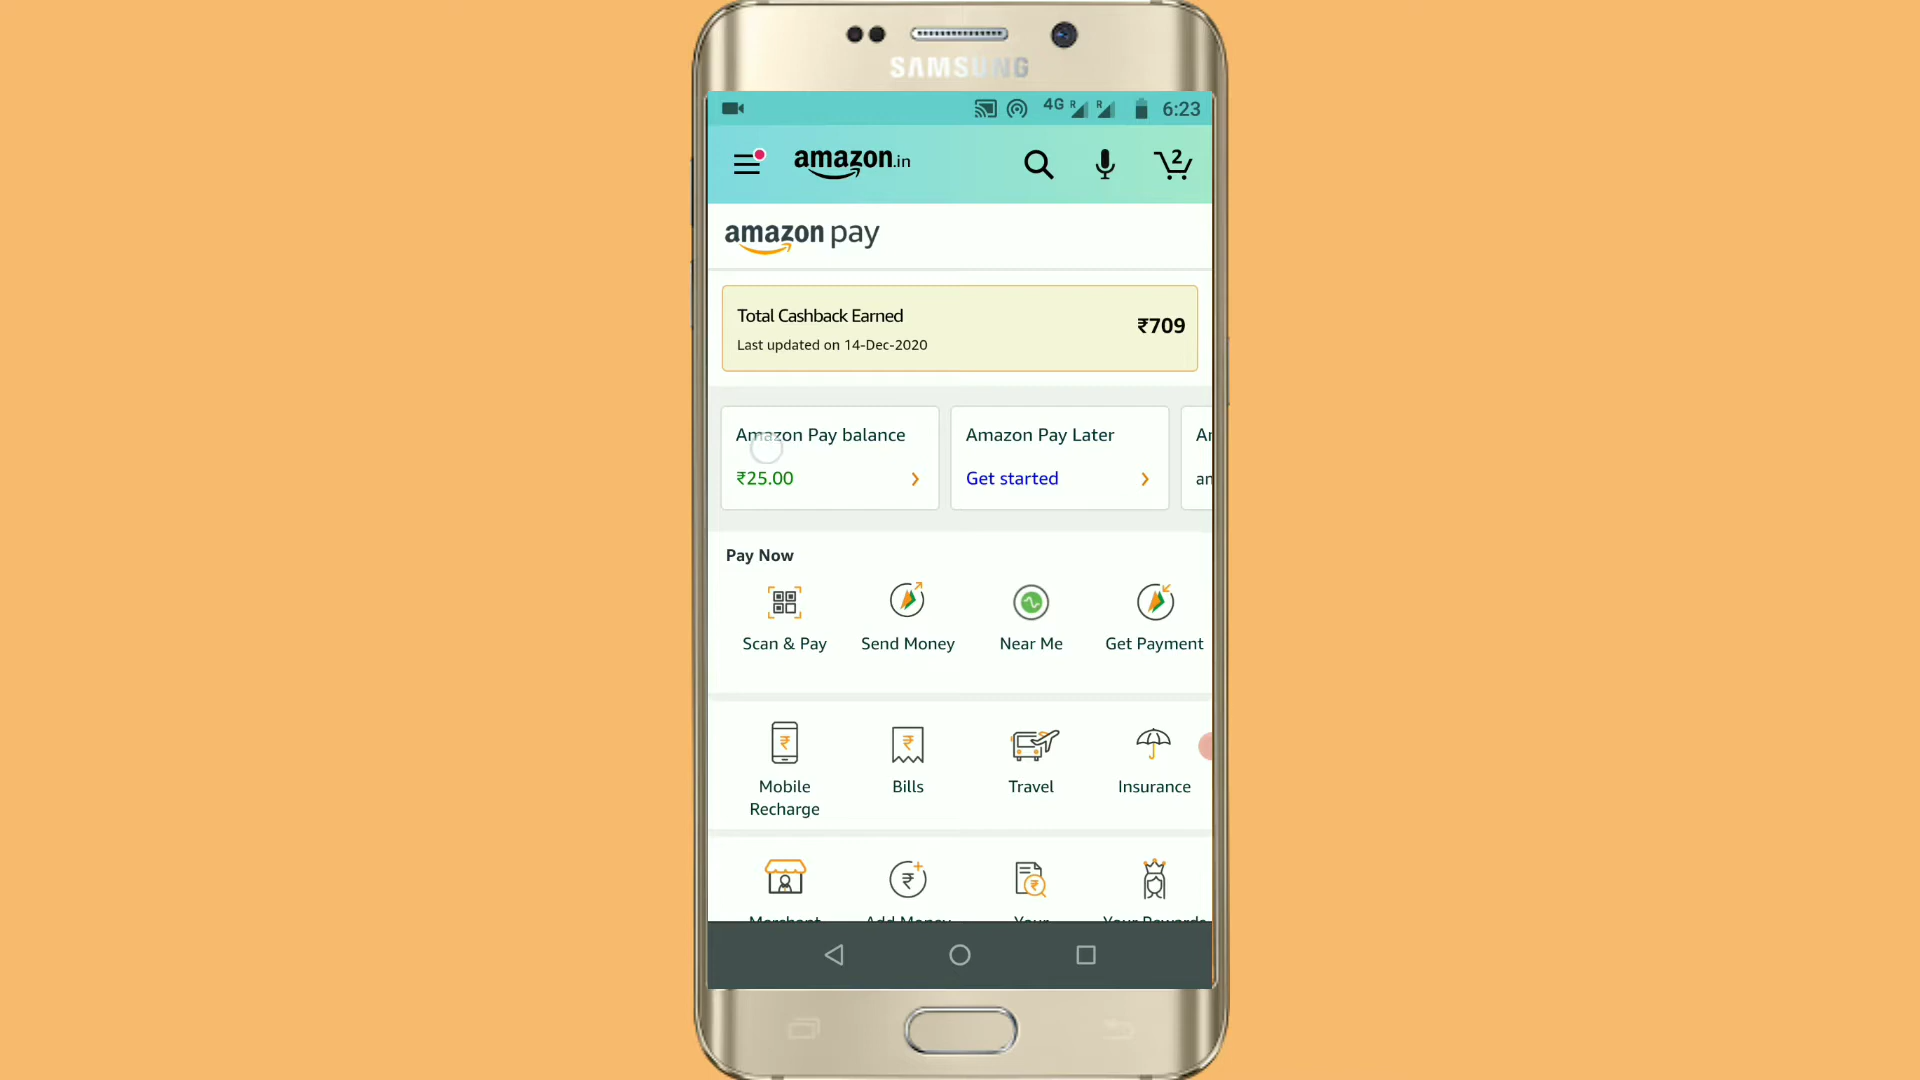 SAMSUNG
4G R R 6:23
amazon.in
2
amazon pay
Total Cashback Earned
₹709
Last updated on 14-Dec-2020
Amazon Pay balance
Amazon Pay Later
Ar
₹25.00
Get started
an
Pay Now
Scan & Pay
Send Money
Near Me
Get Payment
Mobile Recharge
Bills
Travel
Insurance
Merchant
Add Money
Your
Your Rewards